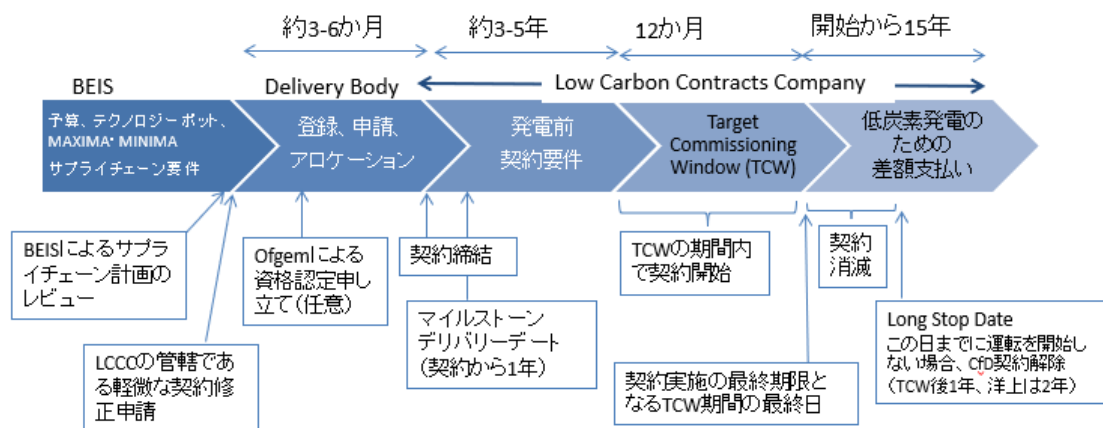 約3-6か月
約3-5年
12か月
開始から15年
BEIS
Delivery Body
Low Carbon Contracts Company
予算、テクノロジーポット、
MAXIMA・MINIMA
サプライチェーン要件
登録、申請、
アロケーション
発電前
契約要件
Target
Commissioning
Window (TCW)
低炭素発電の
ための
差額支払い
BEISによるサプラ
イチェーン計画の
レビュー
Ofgemによる
資格認定申し
立て(任意)
契約締結
TCWの期間内
で契約開始
契約
消滅
LCCCの管轄であ
る軽微な契約修
正申請
マイルストーン
デリバリーデート
(契約から1年)
契約実施の最終期限と
なるTCW期間の最終日
Long Stop Date
この日までに運転を開始し
ない場合、CfD契約解除
(TCW後1年、洋上は2年)